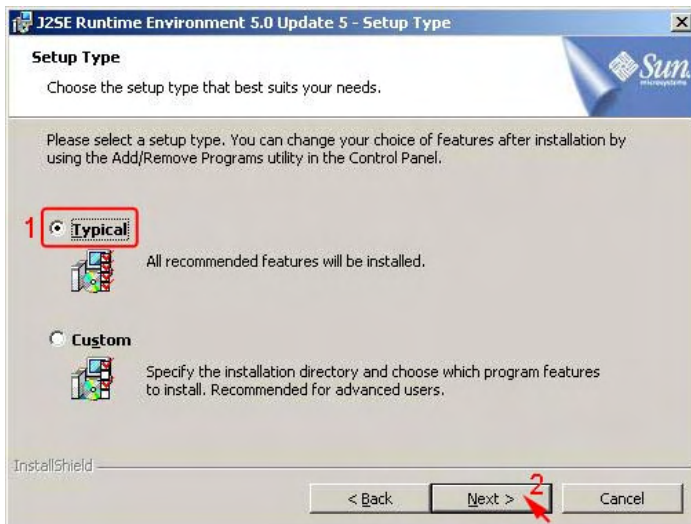 J2SE Runtime Environment 5.0 Update 5 - Setup Type
Setup Type
Choose the setup type that best suits your needs.
Sun
microsystems
Please select a setup type. You can change your choice of features after installation by
using the Add/Remove Programs utility in the Control Panel.
1 Typical
All recommended features will be installed.
Custom
Specify the installation directory and choose which program features
to install. Recommended for advanced users.
InstallShield
< Back
Next > 2
Cancel